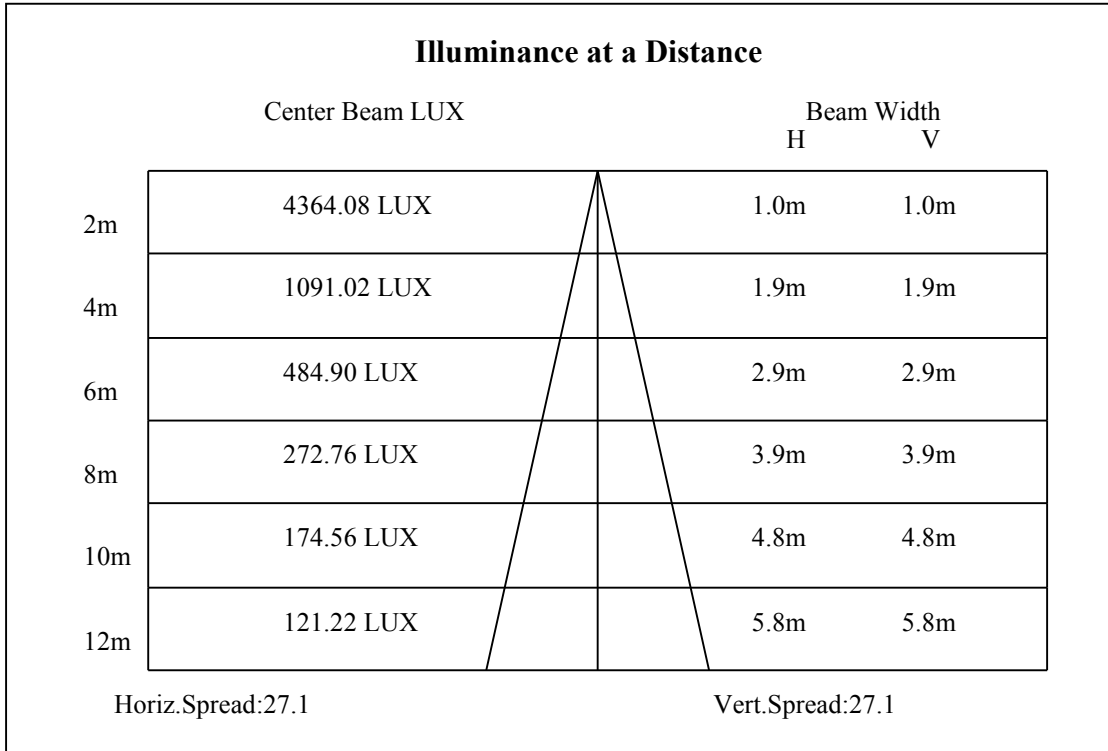 Illuminance at a Distance
Center Beam LUX Beam Width
H V
2m 4364.08 LUX 1.0m 1.0m
4m 1091.02 LUX 1.9m 1.9m
6m 484.90 LUX 2.9m 2.9m
8m 272.76 LUX 3.9m 3.9m
10m 174.56 LUX 4.8m 4.8m
12m 121.22 LUX 5.8m 5.8m
Horiz.Spread:27.1 Vert.Spread:27.1